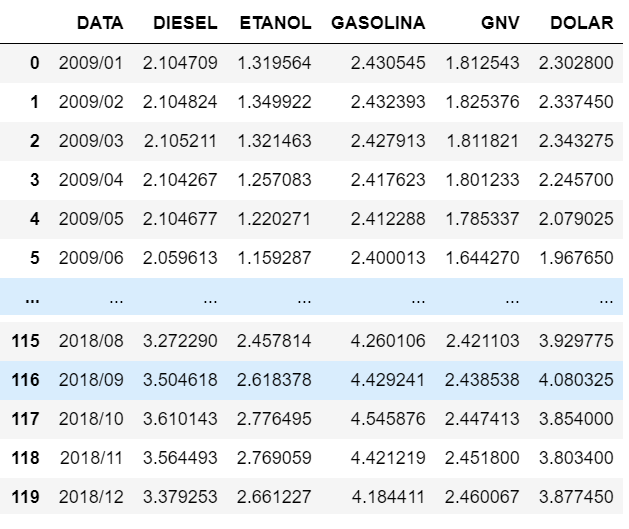 DATA DIESEL ETANOL GASOLINA GNV DOLAR
0 2009/01 2.104709 1.319564 2.430545 1.812543 2.302800
1 2009/02 2.104824 1.349922 2.432393 1.825376 2.337450
2 2009/03 2.105211 1.321463 2.427913 1.811821 2.343275
3 2009/04 2.104267 1.257083 2.417623 1.801233 2.245700
4 2009/05 2.104677 1.220271 2.412288 1.785337 2.079025
5 2009/06 2.059613 1.159287 2.400013 1.644270 1.967650
... ... ... ... ... ... ...
115 2018/08 3.272290 2.457814 4.260106 2.421103 3.929775
116 2018/09 3.504618 2.618378 4.429241 2.438538 4.080325
117 2018/10 3.610143 2.776495 4.545876 2.447413 3.854000
118 2018/11 3.564493 2.769059 4.421219 2.451800 3.803400
119 2018/12 3.379253 2.661227 4.184411 2.460067 3.877450